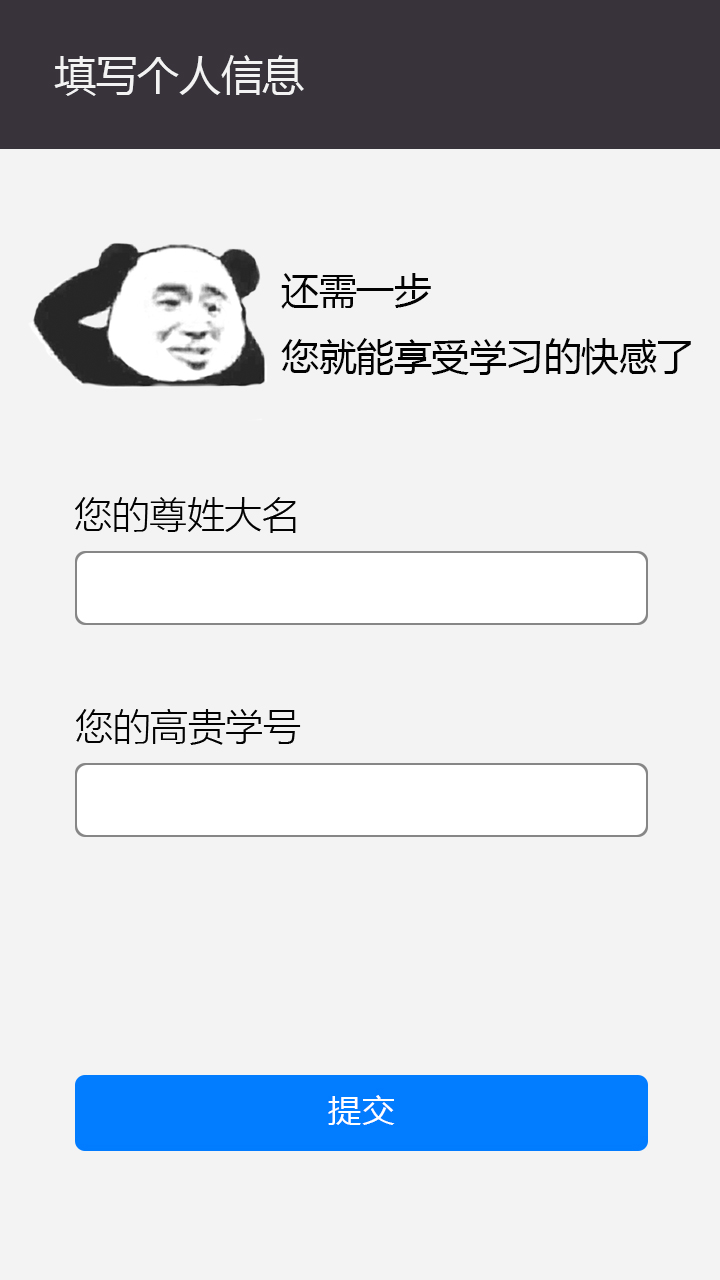 填写个人信息
还需一步
您就能享受学习的快感了
您的尊姓大名
您的高贵学号
提交